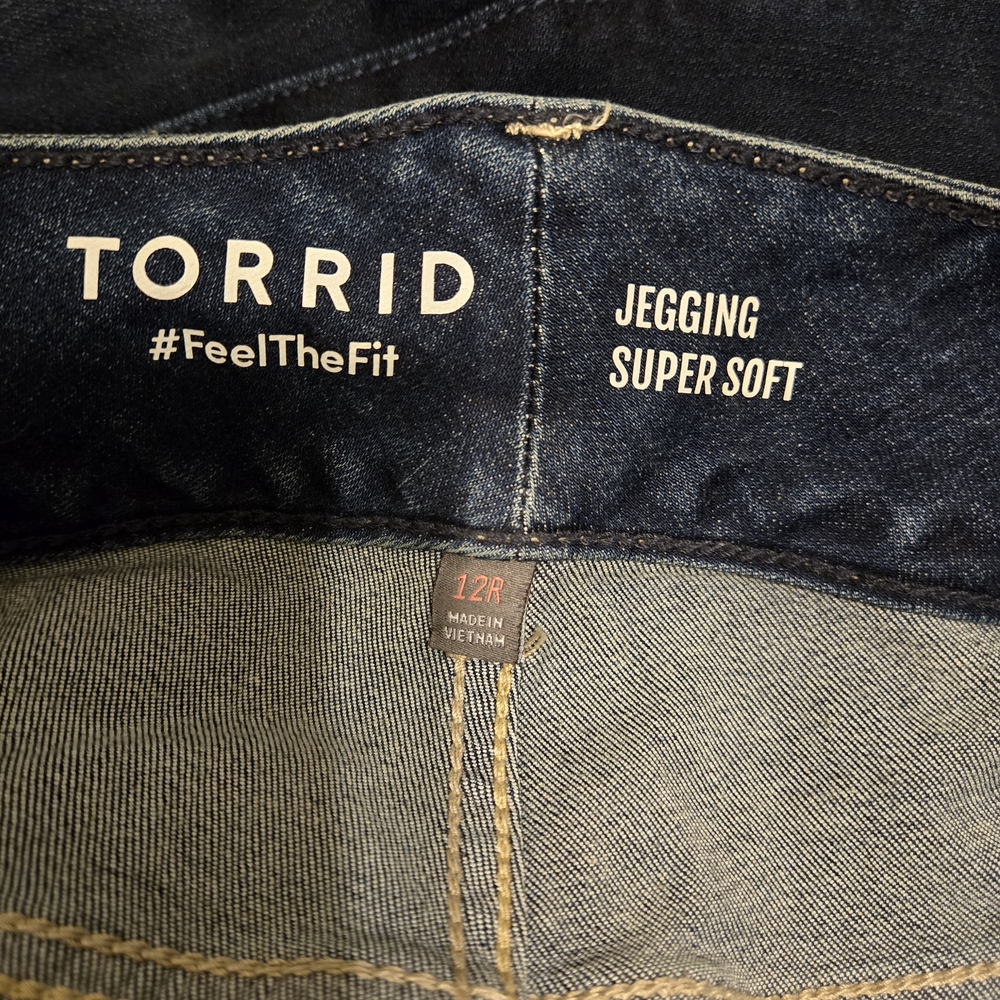 TORRID
#FeelTheFit
JEGGING
SUPER SOFT
12R
MADE IN
VIETNAM